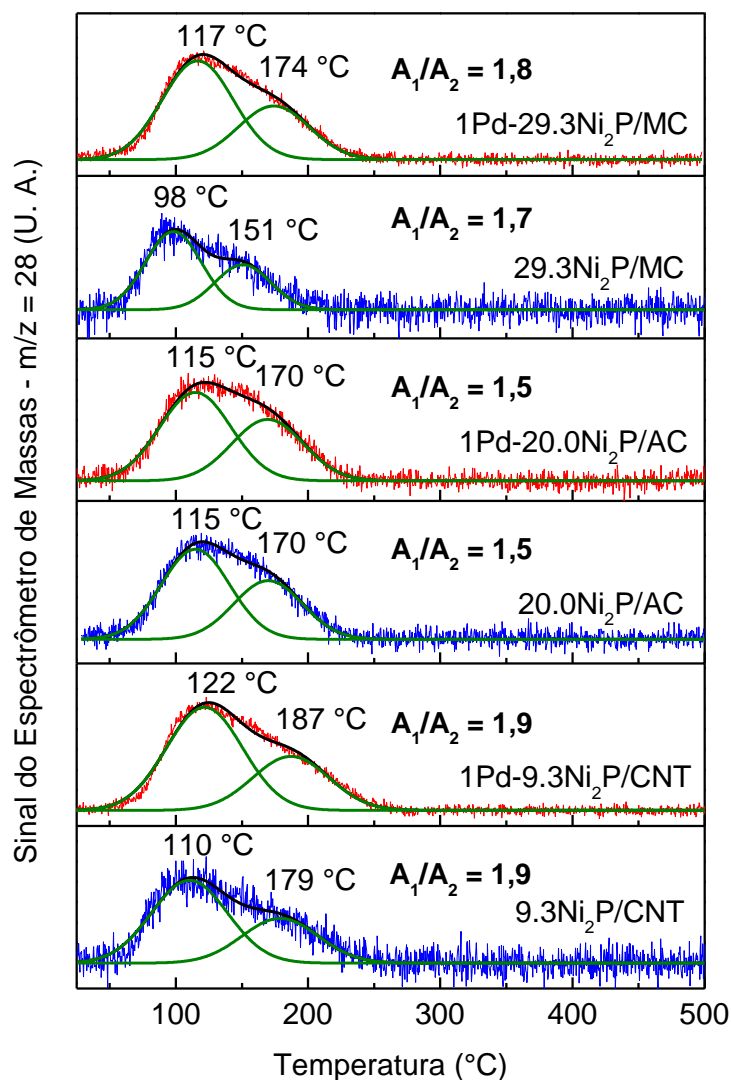 117 °C
174 °C
A₁/A₂ = 1,8
1Pd-29.3Ni₂P/MC
98 °C
151 °C
A₁/A₂ = 1,7
29.3Ni₂P/MC
115 °C
170 °C
A₁/A₂ = 1,5
1Pd-20.0Ni₂P/AC
115 °C
170 °C
A₁/A₂ = 1,5
20.0Ni₂P/AC
122 °C
187 °C
A₁/A₂ = 1,9
1Pd-9.3Ni₂P/CNT
110 °C
179 °C
A₁/A₂ = 1,9
9.3Ni₂P/CNT
Sinal do Espectrômetro de Massas - m/z = 28 (U. A.)
100 200 300 400 500
Temperatura (°C)